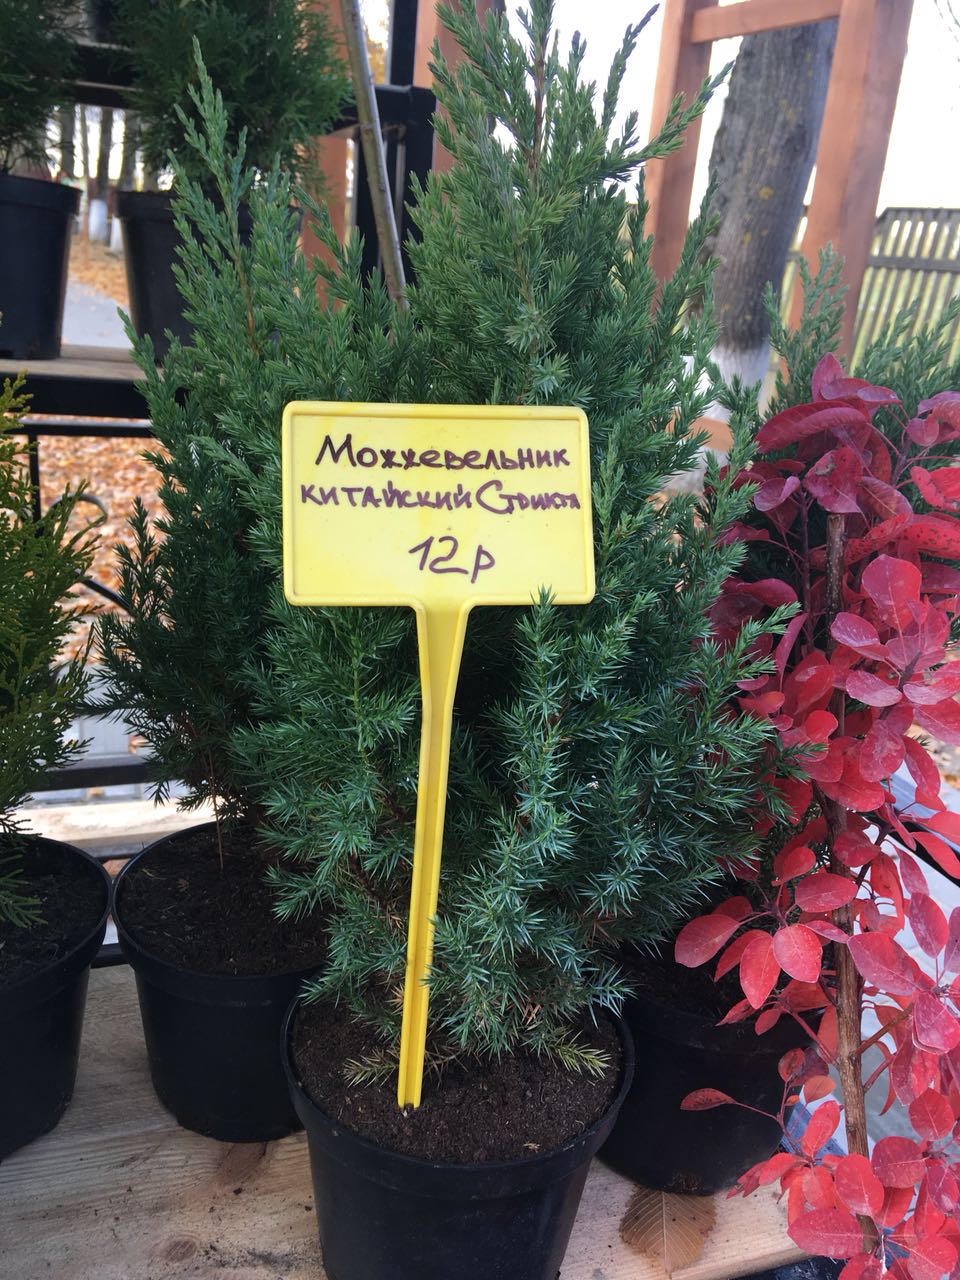 Можжевельник
китайский Стрикта
12р